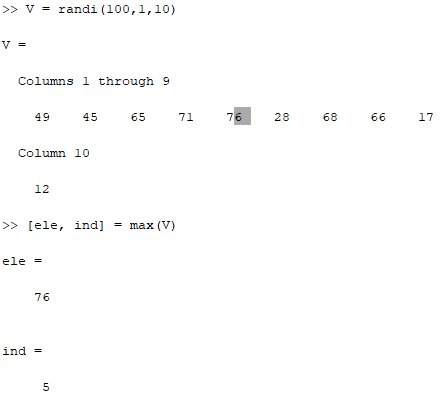 >> V = randi(100,1,10)
V =
Columns 1 through 9
49 45 65 71 76 28 68 66 17
Column 10
12
>> [ele, ind] = max(V)
ele =
76
ind =
5